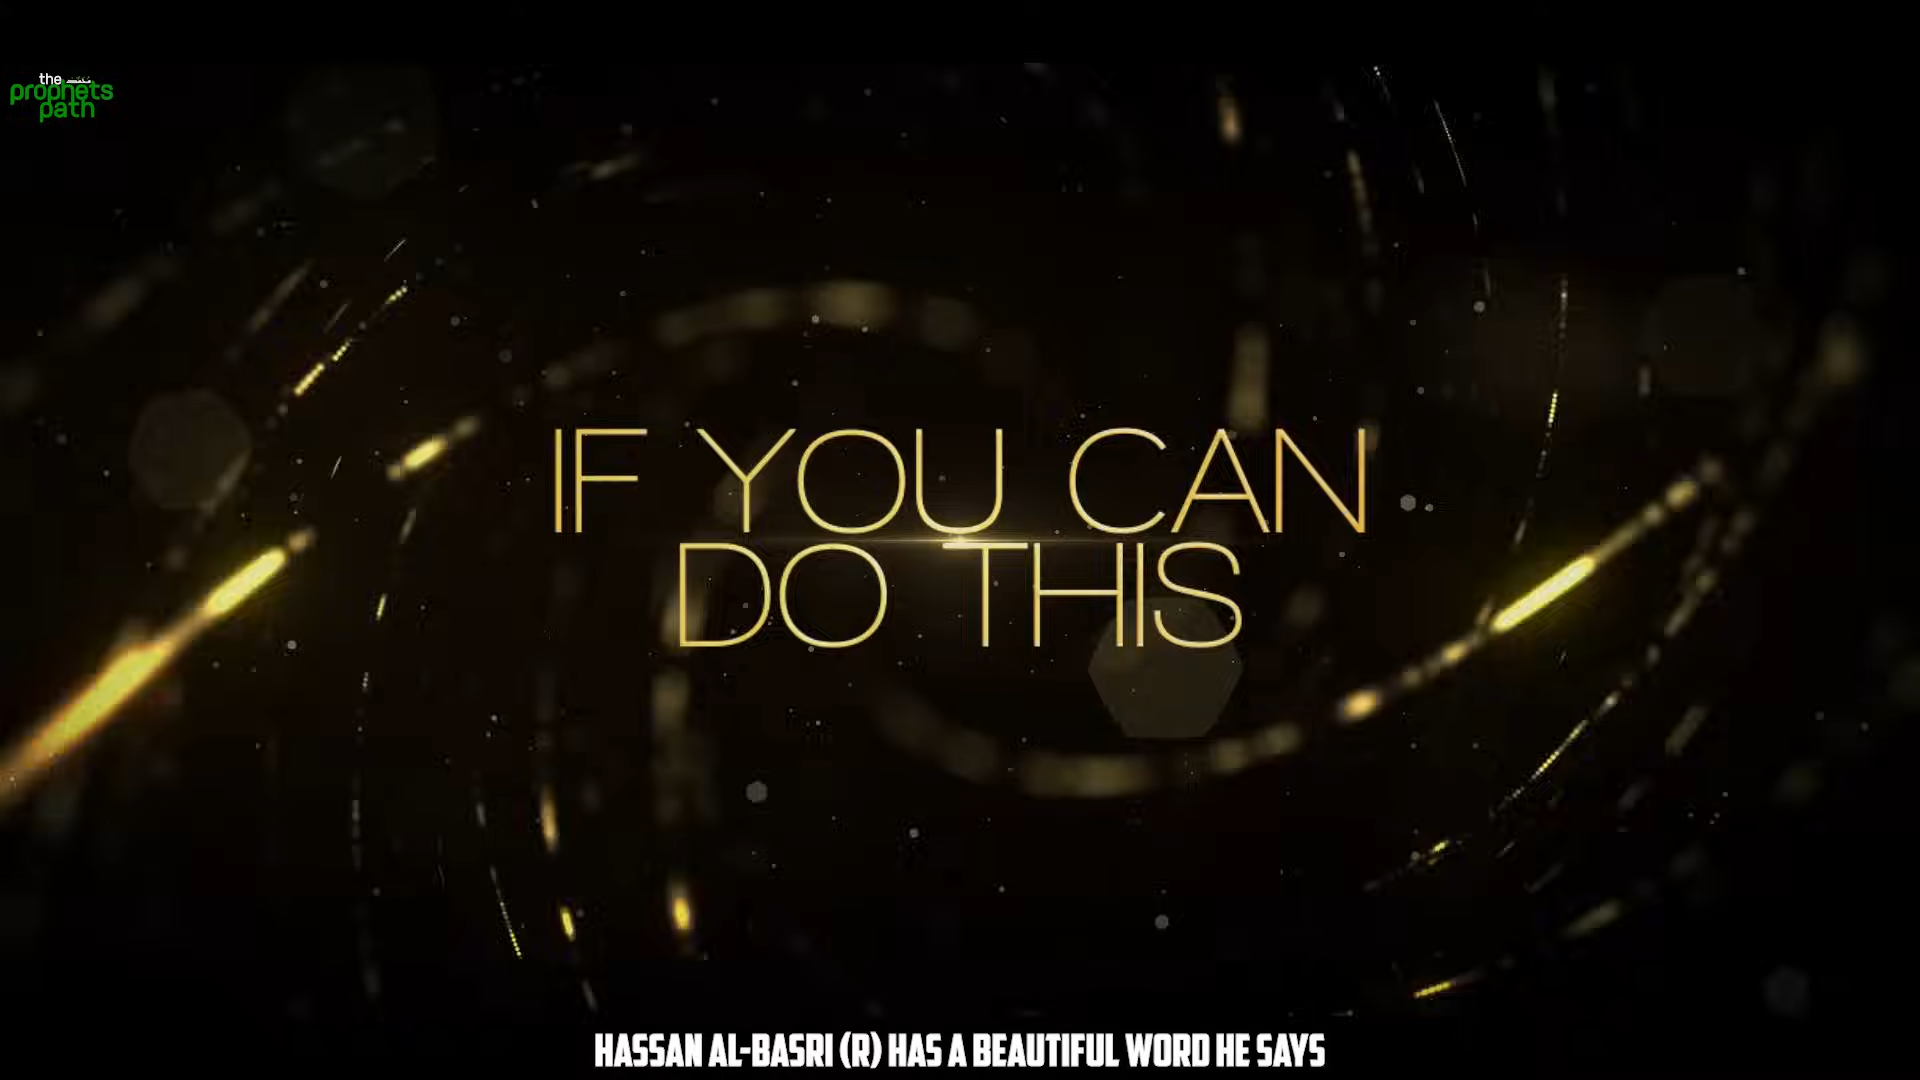 the
prophets
path
IF YOU CAN
DO THIS
HASSAN AL-BASRI (R) HAS A BEAUTIFUL WORD HE SAYS